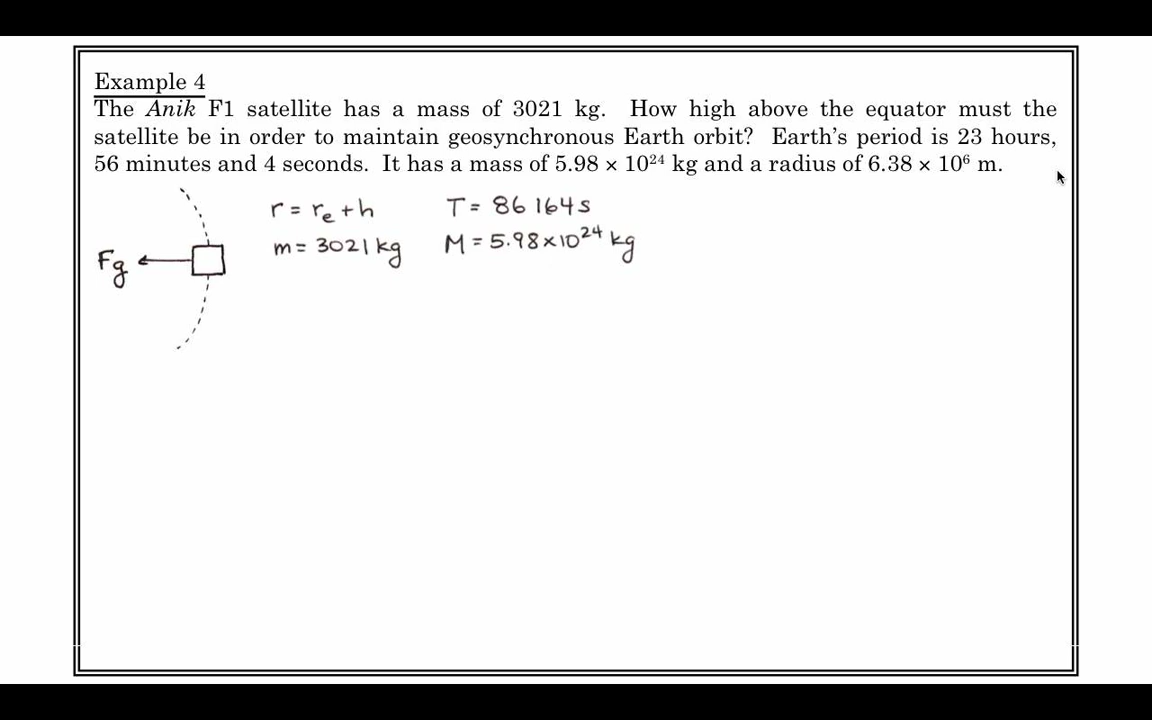 Example 4
The Anik F1 satellite has a mass of 3021 kg. How high above the equator must the
satellite be in order to maintain geosynchronous Earth orbit? Earth's period is 23 hours,
56 minutes and 4 seconds. It has a mass of 5.98 × 10²⁴ kg and a radius of 6.38 × 10⁶ m.
r = rₑ + h T = 86 164 s
m = 3021 kg M = 5.98 × 10²⁴ kg
Fg